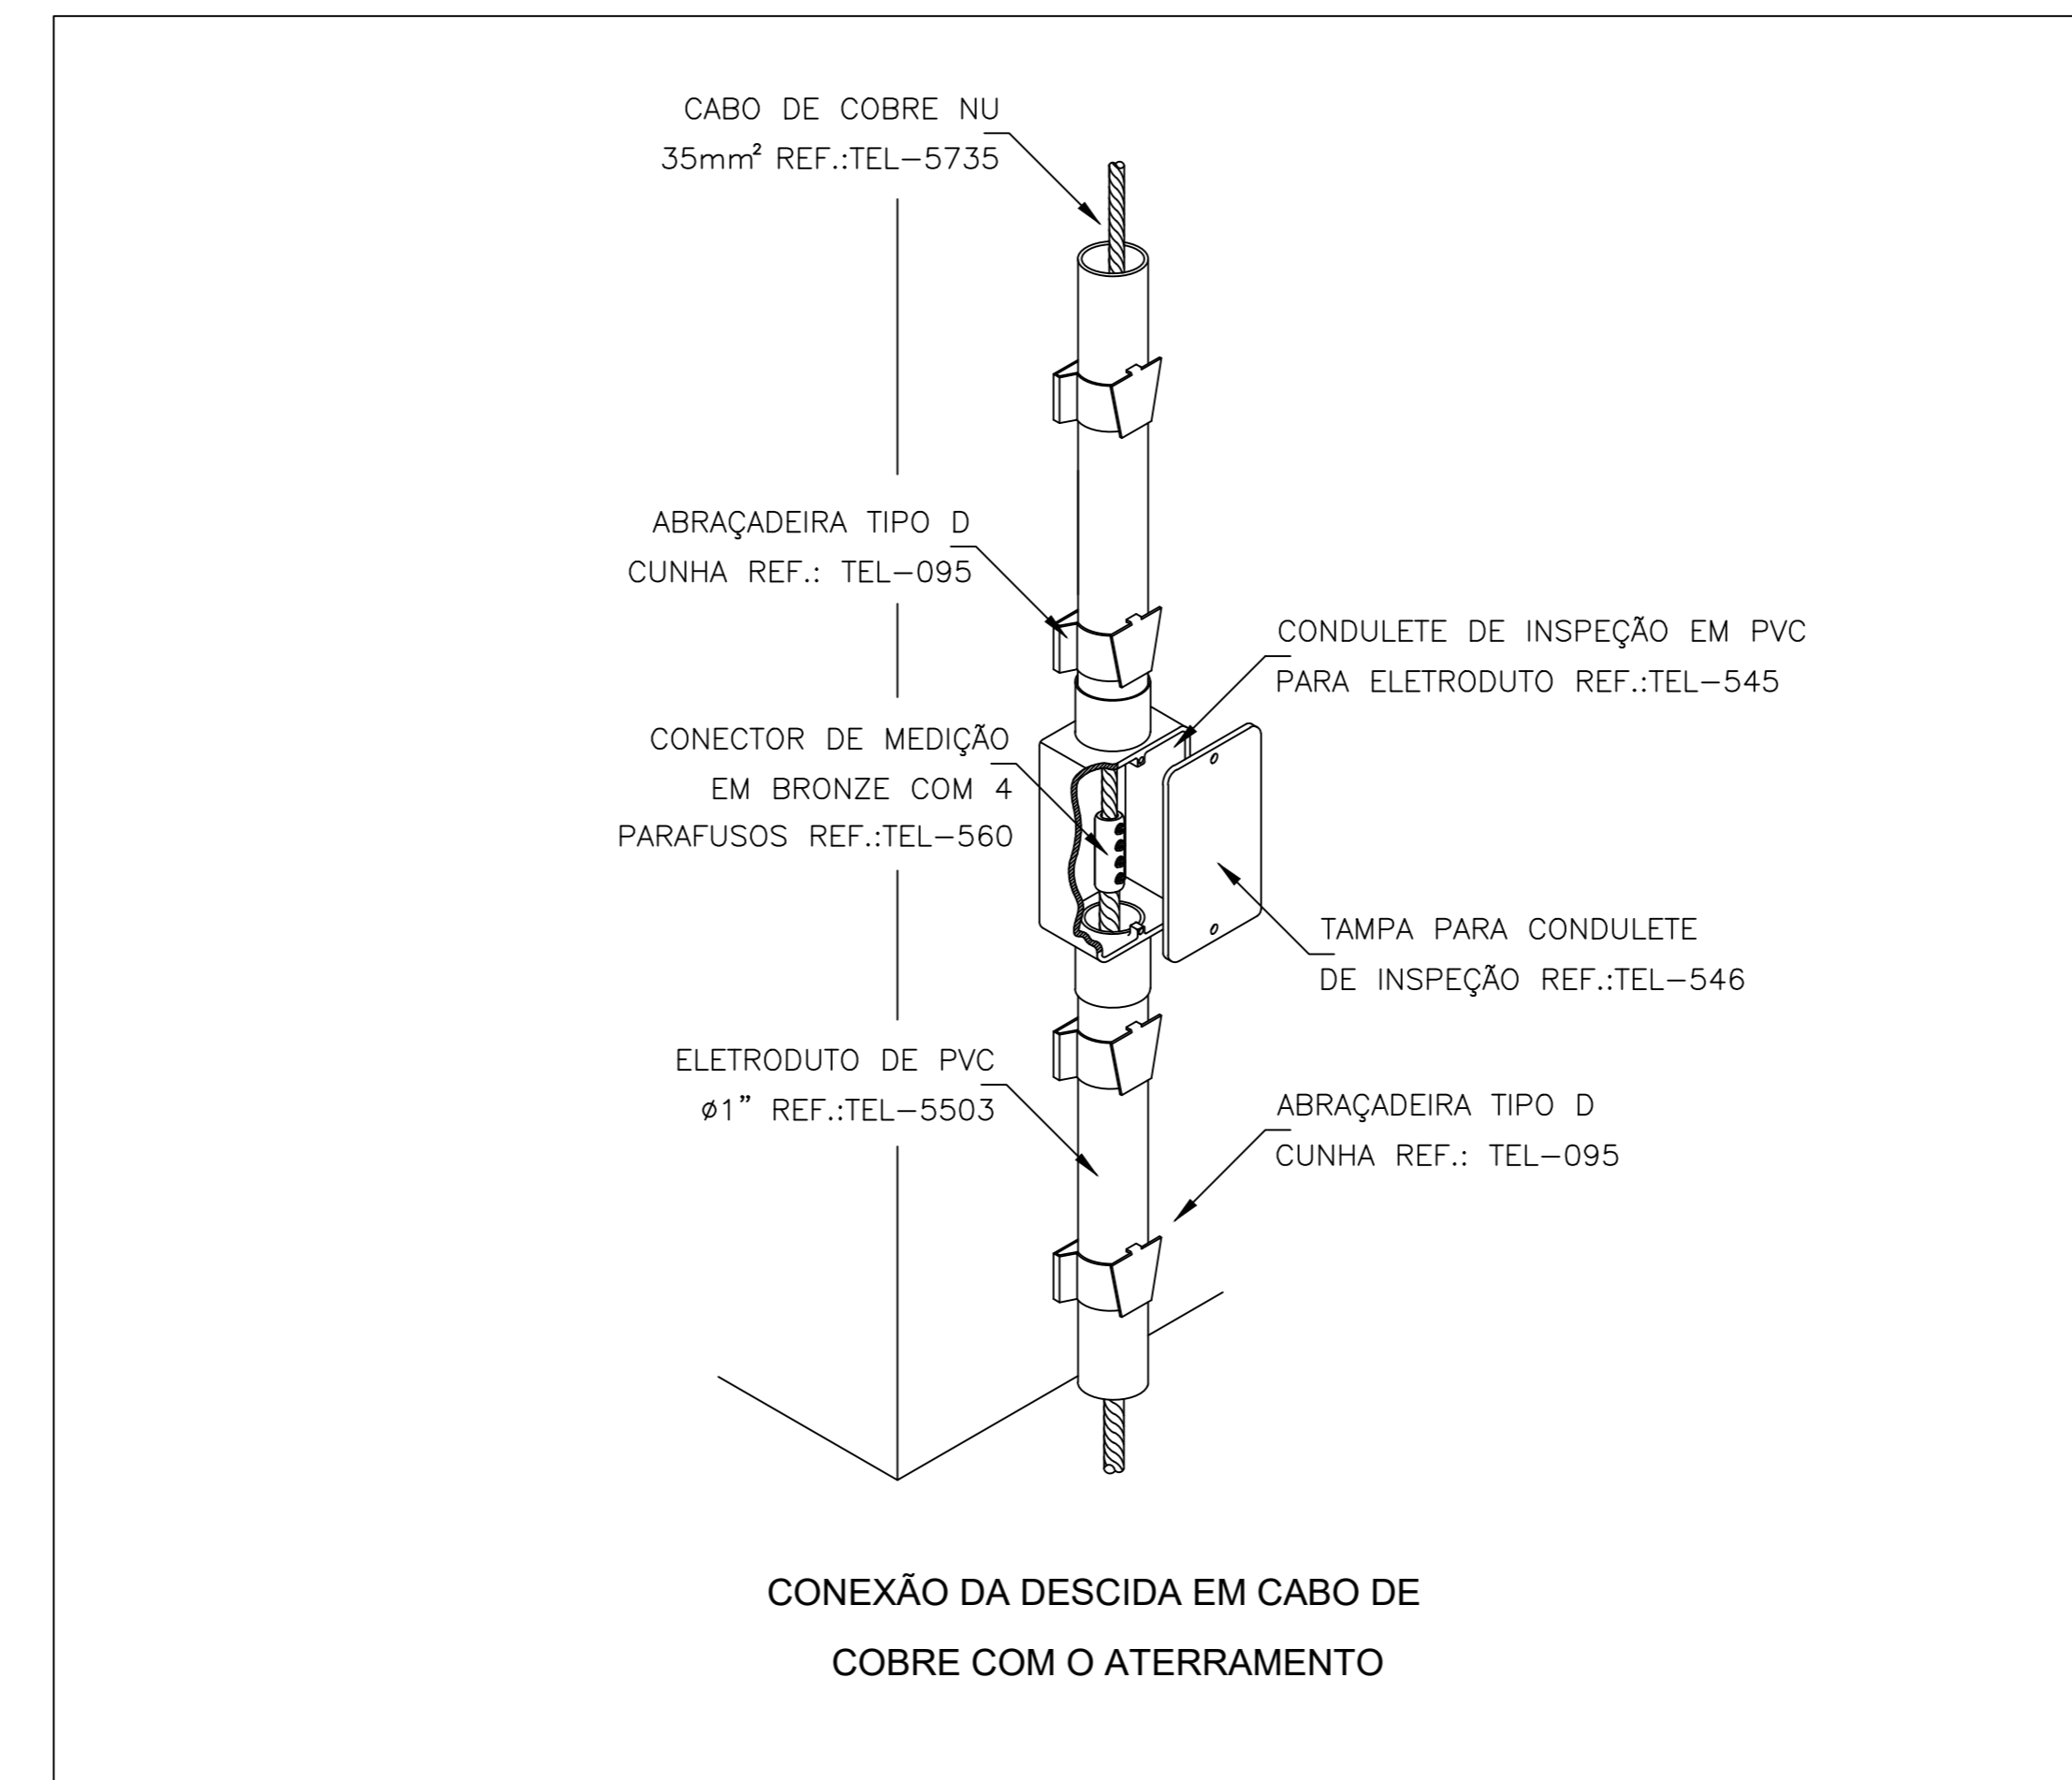 CABO DE COBRE NU
35mm² REF.:TEL-5735
ABRAÇADEIRA TIPO D
CUNHA REF.: TEL-095
CONDULETE DE INSPEÇÃO EM PVC
PARA ELETRODUTO REF.:TEL-545
CONECTOR DE MEDIÇÃO
EM BRONZE COM 4
PARAFUSOS REF.:TEL-560
TAMPA PARA CONDULETE
DE INSPEÇÃO REF.:TEL-546
ELETRODUTO DE PVC
ø1” REF.:TEL-5503
ABRAÇADEIRA TIPO D
CUNHA REF.: TEL-095
CONEXÃO DA DESCIDA EM CABO DE
COBRE COM O ATERRAMENTO